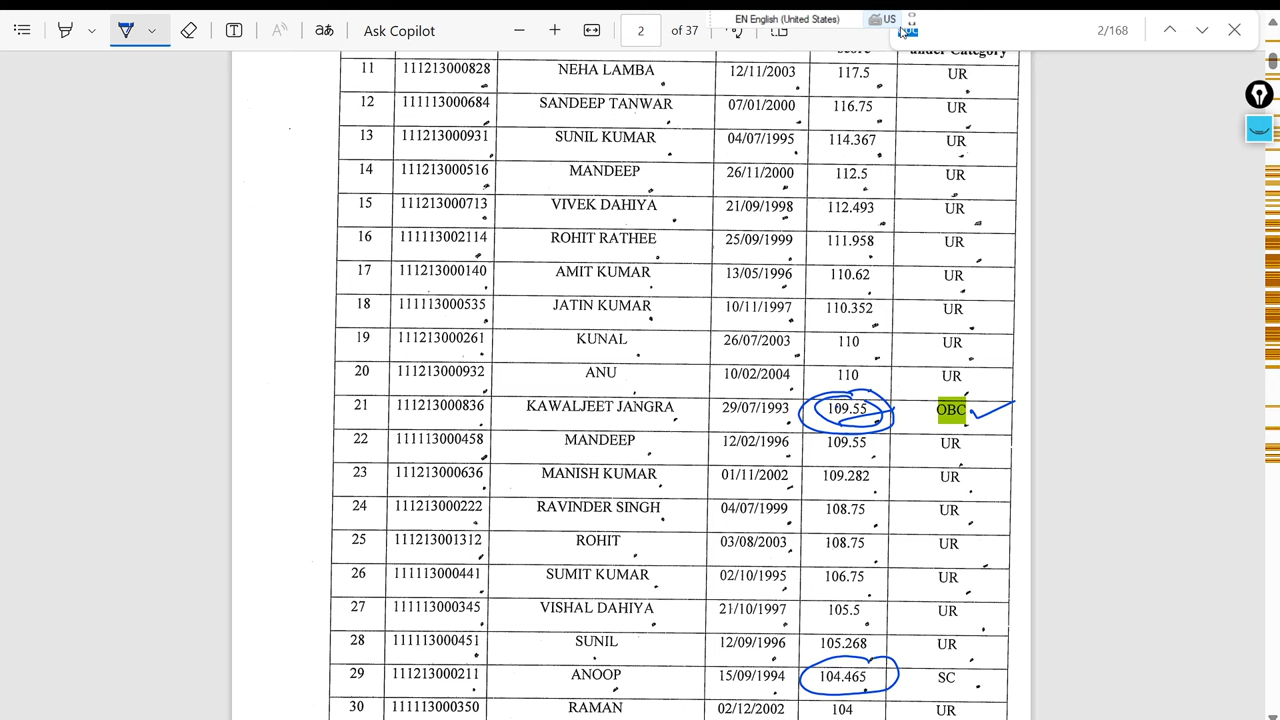 EN English (United States) US
Ask Copilot 2 of 37 2/168
under Category
11 111213000828 NEHA LAMBA 12/11/2003 117.5 UR
12 111113000684 SANDEEP TANWAR 07/01/2000 116.75 UR
13 111213000931 SUNIL KUMAR 04/07/1995 114.367 UR
14 111213000516 MANDEEP 26/11/2000 112.5 UR
15 111213000713 VIVEK DAHIYA 21/09/1998 112.493 UR
16 111113002114 ROHIT RATHEE 25/09/1999 111.958 UR
17 111213000140 AMIT KUMAR 13/05/1996 110.62 UR
18 111113000535 JATIN KUMAR 10/11/1997 110.352 UR
19 111213000261 KUNAL 26/07/2003 110 UR
20 111213000932 ANU 10/02/2004 110 UR
21 111213000836 KAWALJEET JANGRA 29/07/1993 109.55 OBC
22 111113000458 MANDEEP 12/02/1996 109.55 UR
23 111113000636 MANISH KUMAR 01/11/2002 109.282 UR
24 111213000222 RAVINDER SINGH 04/07/1999 108.75 UR
25 111213001312 ROHIT 03/08/2003 108.75 UR
26 111113000441 SUMIT KUMAR 02/10/1995 106.75 UR
27 111113000345 VISHAL DAHIYA 21/10/1997 105.5 UR
28 111113000451 SUNIL 12/09/1996 105.268 UR
29 111213000211 ANOOP 15/09/1994 104.465 SC
30 111113000350 RAMAN 02/12/2002 104 UR